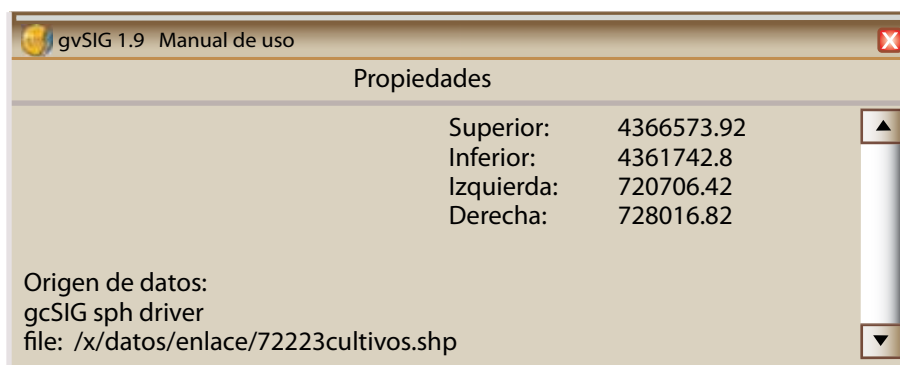 gvSIG 1.9 Manual de uso
X
Propiedades
Superior: 4366573.92
Inferior: 4361742.8
Izquierda: 720706.42
Derecha: 728016.82
Origen de datos:
gcSIG sph driver
file: /x/datos/enlace/72223cultivos.shp